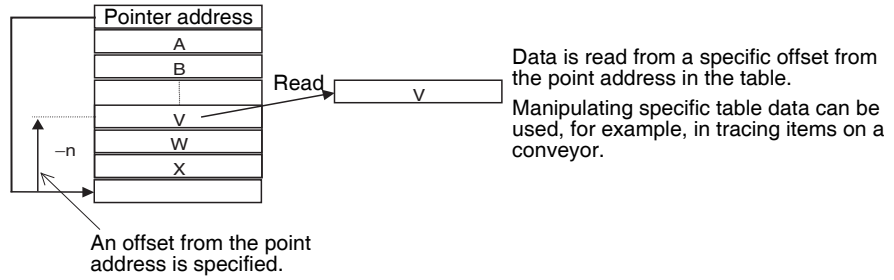 Pointer address
A
B
Read
V
V
W
X
–n
Data is read from a specific offset from
the point address in the table.
Manipulating specific table data can be
used, for example, in tracing items on a
conveyor.
An offset from the point
address is specified.